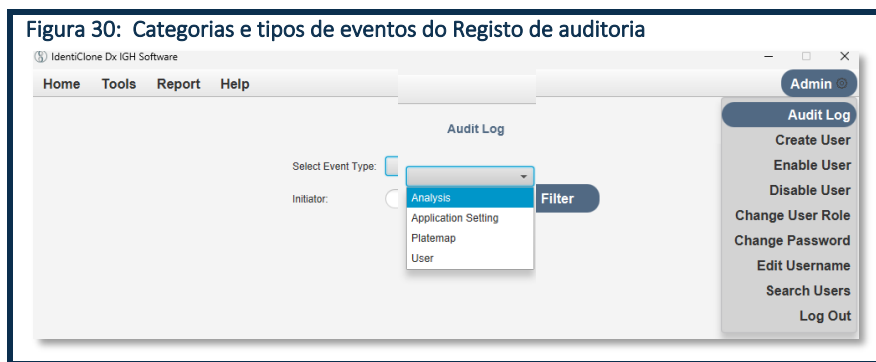 Figura 30:  Categorias e tipos de eventos do Registo de auditoria
IdentiClone Dx IGH Software
Home Tools Report Help
Admin
Audit Log
Select Event Type:
Initiator:
Analysis
Application Setting
Platemap
User
Filter
Audit Log
Create User
Enable User
Disable User
Change User Role
Change Password
Edit Username
Search Users
Log Out